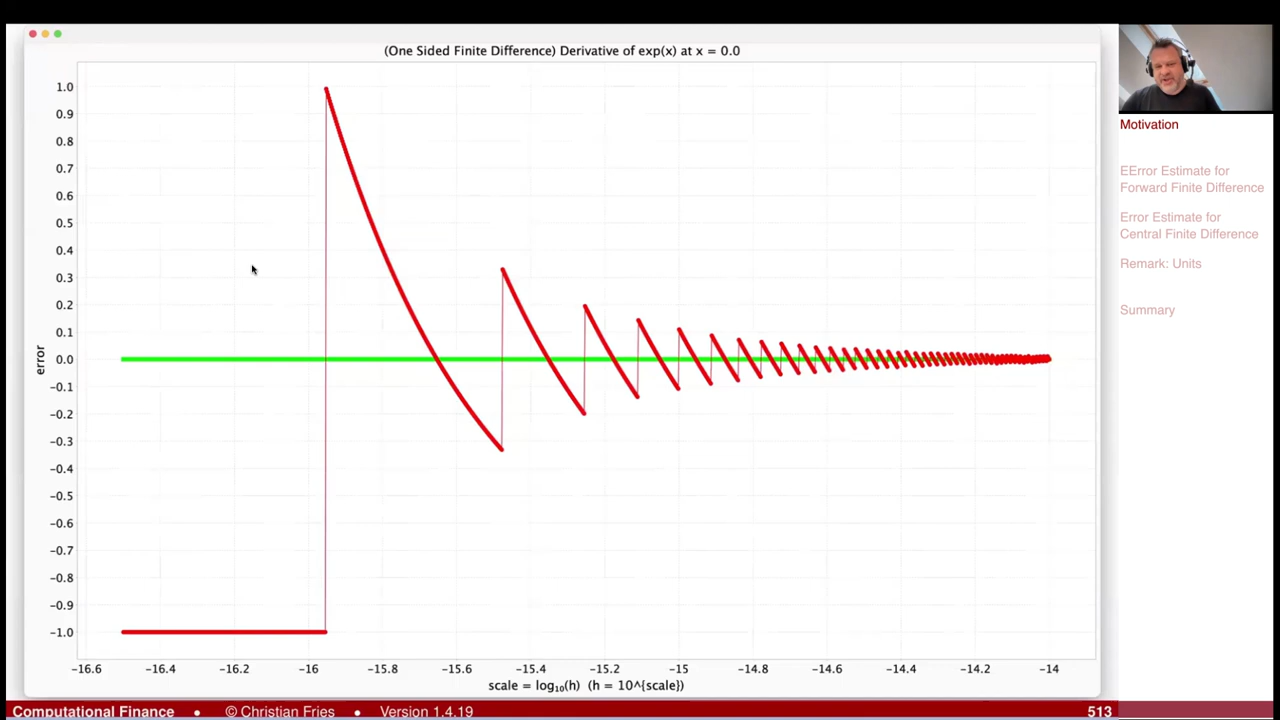 (One Sided Finite Difference) Derivative of exp(x) at x = 0.0
1.0
0.9
0.8
0.7
0.6
0.5
0.4
0.3
0.2
0.1
0.0
−0.1
−0.2
−0.3
−0.4
−0.5
−0.6
−0.7
−0.8
−0.9
−1.0
error
−16.6 −16.4 −16.2 −16 −15.8 −15.6 −15.4 −15.2 −15 −14.8 −14.6 −14.4 −14.2 −14
scale = log₁₀(h) (h = 10^{scale})
Motivation
EError Estimate for
Forward Finite Difference
Error Estimate for
Central Finite Difference
Remark: Units
Summary
Computational Finance • © Christian Fries • Version 1.4.19 513